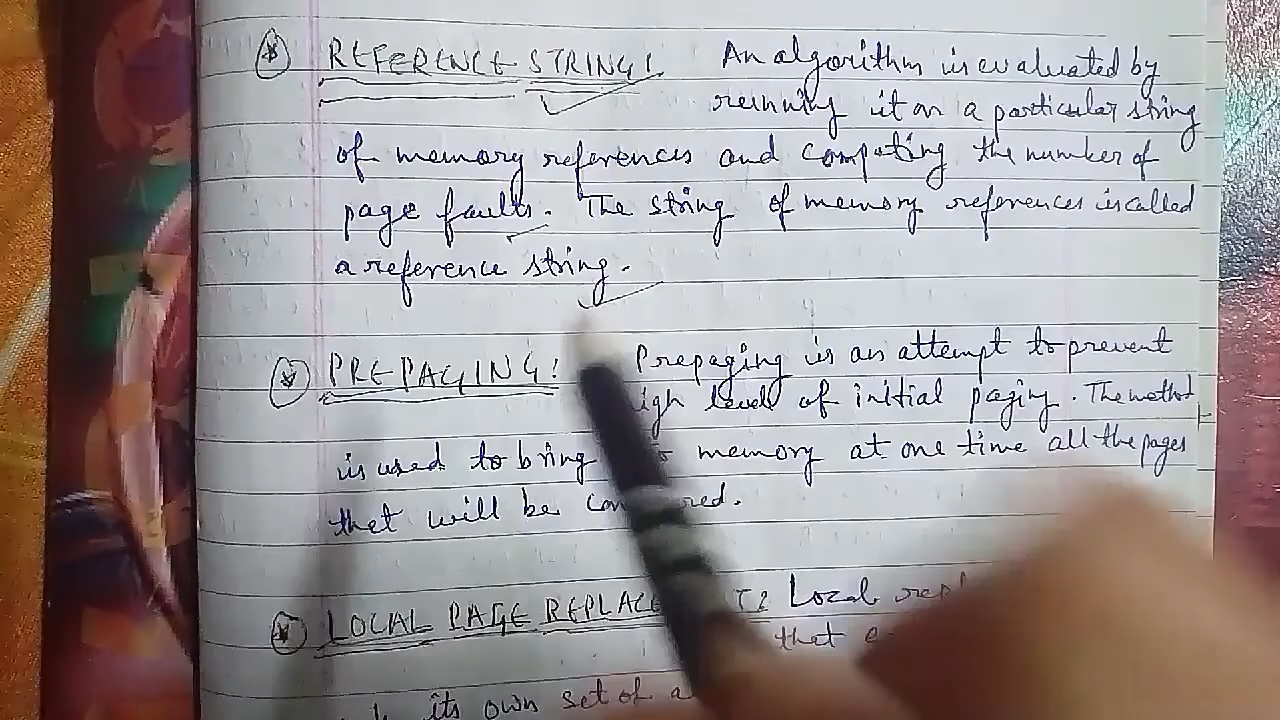 REFERENCE STRING: An algorithm is evaluated by
running it on a particular string
of memory references and computing the number of
page faults. The string of memory references is called
a reference string.
PREPAGING: Prepaging is an attempt to prevent
igh level of initial paging. The method
is used to bring memory at one time all the pages
that will be
LOCAL PAGE REPLACE T: Local
that
its own set of